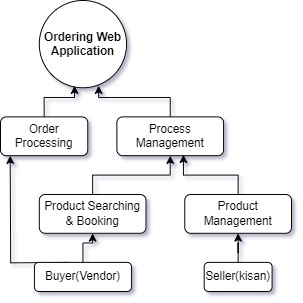 Ordering Web
Application
Order
Processing
Process
Management
Product Searching
& Booking
Product
Management
Buyer(Vendor)
Seller(kisan)